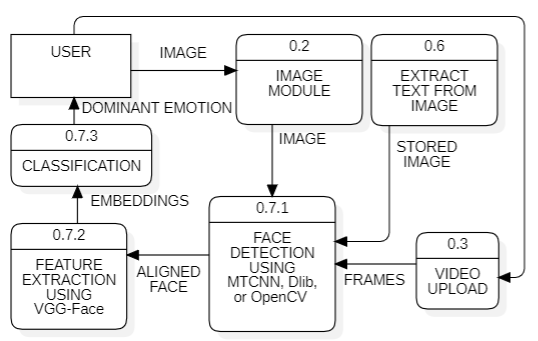 USER
IMAGE
0.2
IMAGE
MODULE
0.6
EXTRACT
TEXT FROM
IMAGE
DOMINANT EMOTION
0.7.3
CLASSIFICATION
IMAGE
STORED
IMAGE
EMBEDDINGS
0.7.1
FACE
DETECTION
USING
MTCNN, Dlib,
or OpenCV
0.7.2
FEATURE
EXTRACTION
USING
VGG-Face
ALIGNED
FACE
FRAMES
0.3
VIDEO
UPLOAD